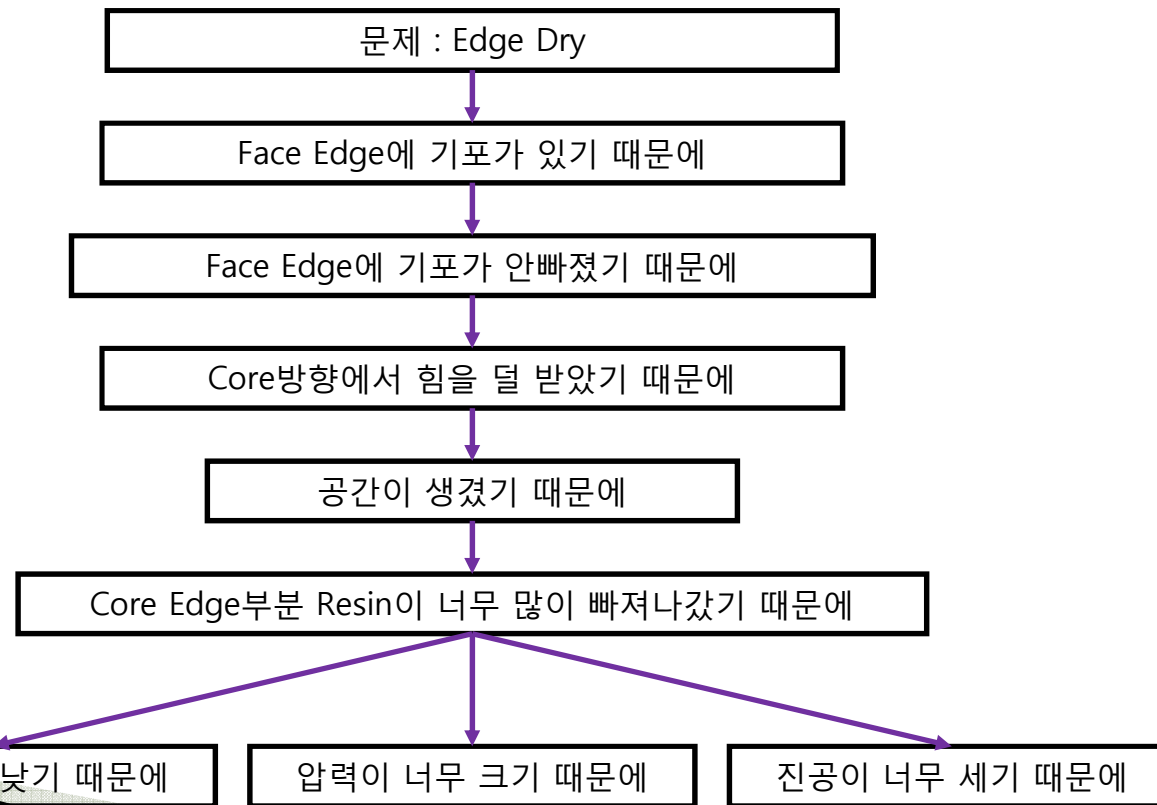 문제 : Edge Dry
Face Edge에 기포가 있기 때문에
Face Edge에 기포가 안빠졌기 때문에
Core방향에서 힘을 덜 받았기 때문에
공간이 생겼기 때문에
Core Edge부분 Resin이 너무 많이 빠져나갔기 때문에
낮기 때문에
압력이 너무 크기 때문에
진공이 너무 세기 때문에